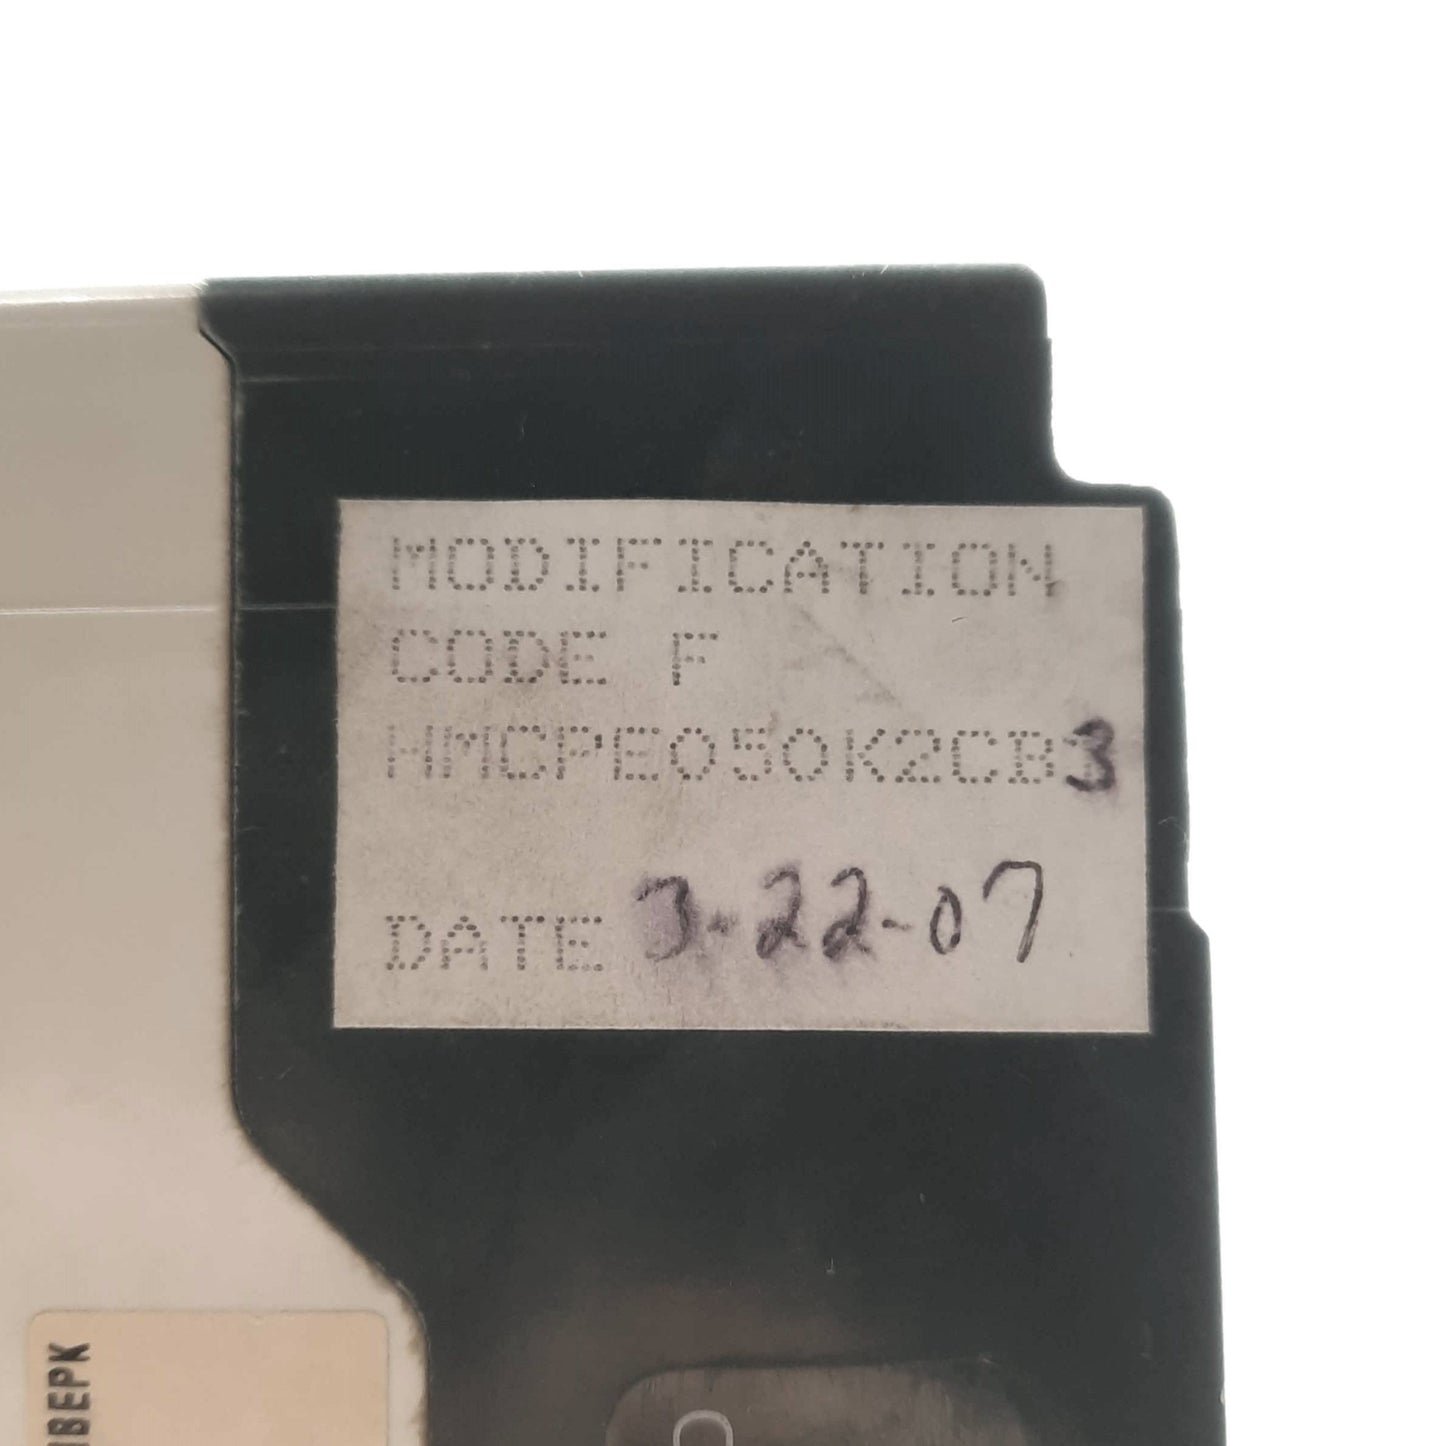 MODIFICATION
CODE F
HMCPE050K2CB3
DATE 3-22-07